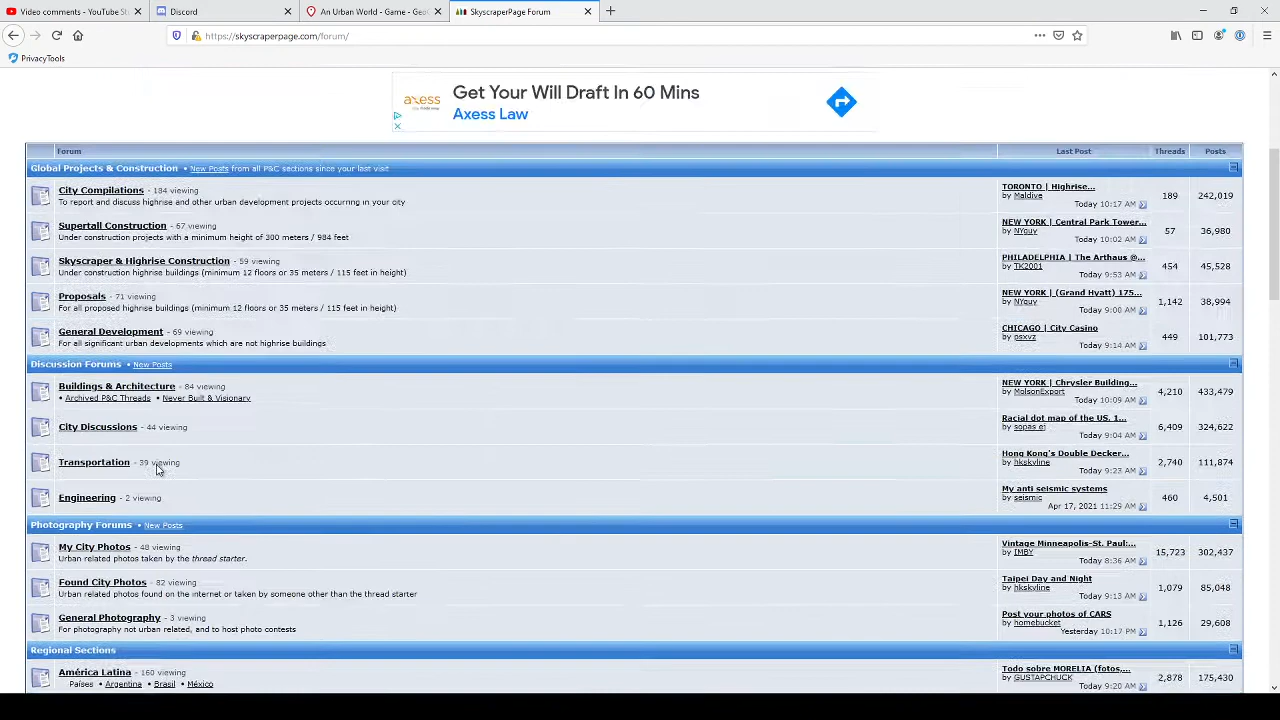 Video comments - YouTube St
Discord
An Urban World - Game - Geo
SkyscraperPage Forum
https://skyscraperpage.com/forum/
PrivacyTools
axess law
Get Your Will Draft In 60 Mins
Axess Law
Forum Last Post Threads Posts
Global Projects & Construction • New Posts from all P&C sections since your last visit
City Compilations - 184 viewing
To report and discuss highrise and other urban development projects occurring in your city
TORONTO | Highrise...
by Maldive
Today 10:17 AM
189 242,019
Supertall Construction - 67 viewing
Under construction projects with a minimum height of 300 meters / 984 feet
NEW YORK | Central Park Tower...
by NYguy
Today 10:02 AM
57 36,980
Skyscraper & Highrise Construction - 59 viewing
Under construction highrise buildings (minimum 12 floors or 35 meters / 115 feet in height)
PHILADELPHIA | The Arthaus @...
by TK2001
Today 9:53 AM
454 45,528
Proposals - 71 viewing
For all proposed highrise buildings (minimum 12 floors or 35 meters / 115 feet in height)
NEW YORK | (Grand Hyatt) 175...
by NYguy
Today 9:00 AM
1,142 38,994
General Development - 69 viewing
For all significant urban developments which are not highrise buildings
CHICAGO | City Casino
by psxvz
Today 9:14 AM
449 101,773
Discussion Forums • New Posts
Buildings & Architecture - 84 viewing
• Archived P&C Threads • Never Built & Visionary
NEW YORK | Chrysler Building...
by MolsonExport
Today 10:09 AM
4,210 433,479
City Discussions - 44 viewing
Racial dot map of the US. 1...
by sopas ej
Today 9:04 AM
6,409 324,622
Transportation - 39 viewing
Hong Kong's Double Decker...
by hkskyline
Today 9:23 AM
2,740 111,874
Engineering - 2 viewing
My anti seismic systems
by seismic
Apr 17, 2021 11:29 AM
460 4,501
Photography Forums • New Posts
My City Photos - 48 viewing
Urban related photos taken by the thread starter.
Vintage Minneapolis-St. Paul:...
by IMBY
Today 8:36 AM
15,723 302,437
Found City Photos - 82 viewing
Urban related photos found on the internet or taken by someone other than the thread starter
Taipei Day and Night
by hkskyline
Today 9:13 AM
1,079 85,048
General Photography - 3 viewing
For photography not urban related, and to host photo contests
Post your photos of CARS
by homebucket
Yesterday 10:17 PM
1,126 29,608
Regional Sections
América Latina - 160 viewing
Países • Argentina • Brasil • México
Todo sobre MORELIA (fotos,...
by GUSTAPCHUCK
Today 9:20 AM
2,878 175,430